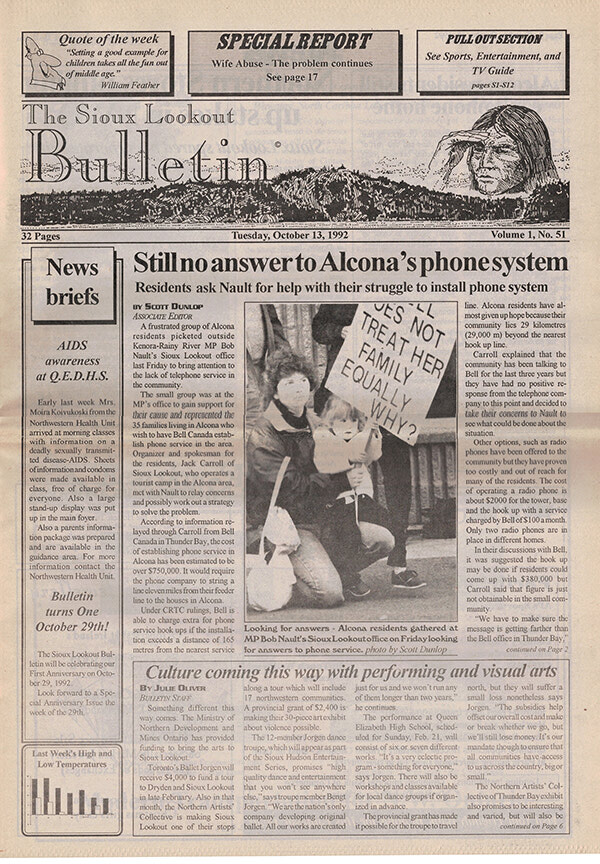 Quote of the week
"Setting a good example for
children takes all the fun out
of middle age."
William Feather
SPECIAL REPORT
Wife Abuse - The problem continues
See page 17
PULL OUT SECTION
See Sports, Entertainment, and
TV Guide
pages S1-S12
The Sioux Lookout
Bulletin
32 Pages
Tuesday, October 13, 1992
Volume 1, No. 51
News
briefs
AIDS
awareness
at Q.E.D.H.S.
Early last week Mrs.
Moira Koivukoski from the
Northwestern Health Unit
arrived at morning classes
with information on a
deadly sexually transmit-
ted disease-AIDS. Sheets
of information and condoms
were made available in
class, free of charge for
everyone. Also a large
stand-up display was put
up in the main foyer.
Also a parents informa-
tion package was prepared
and are available in the
guidance area. For more
information contact the
Northwestern Health Unit.
Bulletin
turns One
October 29th!
The Sioux Lookout Bul-
letin will be celebrating our
First Anniversary on Octo-
ber 29, 1992.
Look forward to a Spe-
cial Anniversary Issue the
week of the 29th.
Last Week's High and
Low Temperatures
Still no answer to Alcona's phone system
Residents ask Nault for help with their struggle to install phone system
BY SCOTT DUNLOP
ASSOCIATE EDITOR
A frustrated group of Alcona
residents picketed outside
Kenora-Rainy River MP Bob
Nault's Sioux Lookout office
last Friday to bring attention to
the lack of telephone service in
the community.
The small group was at the
MP's office to gain support for
their cause and represented the
35 families living in Alcona who
wish to have Bell Canada estab-
lish phone service in the area.
Organizer and spokesman for
the residents, Jack Carroll of
Sioux Lookout, who operates a
tourist camp in the Alcona area,
met with Nault to relay concerns
and possibly work out a strategy
to solve the problem.
According to information re-
layed through Carroll from Bell
Canada in Thunder Bay, the cost
of establishing phone service in
Alcona has been estimated to be
over $750,000. It would require
the phone company to string a
line eleven miles from their feeder
line to the houses in Alcona.
Under CRTC rulings, Bell is
able to charge extra for phone
service hook ups if the installa-
tion exceeds a distance of 165
metres from the nearest service
DOES NOT
TREAT HER
FAMILY
EQUALLY
WHY?
Looking for answers - Alcona residents gathered at
MP Bob Nault's Sioux Lookout office on Friday looking
for answers to phone service. photo by Scott Dunlop
line. Alcona residents have al-
most given up hope because their
community lies 29 kilometres
(29,000 m) beyond the nearest
hook up line.
Carroll explained that the
community has been talking to
Bell for the last three years but
they have had no positive re-
sponse from the telephone com-
pany to this point and decided to
take their concerns to Nault to
see what could be done about the
situation.
Other options, such as radio
phones have been offered to the
community but they have proven
too costly and out of reach for
many of the residents. The cost
of operating a radio phone is
about $2000 for the tower, base
and the hook up with a service
charged by Bell of $100 a month.
Only two radio phones are in
place in different homes.
In their discussions with Bell,
it was suggested the hook up
may be done if residents could
come up with $380,000 but
Carroll said that figure is just
not obtainable in the small com-
munity.
"We have to make sure the
message is getting farther than
the Bell office in Thunder Bay,"
continued on Page 2
Culture coming this way with performing and visual arts
BY JULIE OLIVER
BULLETIN STAFF
Something different this
way comes. The Ministry of
Northern Development and
Mines Ontario has provided
funding to bring the arts to
Sioux Lookout.
Toronto's Ballet Jorgen will
receive $4,000 to fund a tour
to Dryden and Sioux Lookout
in late February. Also in that
month, the Northern Artists'
Collective is making Sioux
Lookout one of their stops
along a tour which will include
17 northwestern communities.
A provincial grant of $2,400 is
making their 30-piece art exhibit
about violence possible.
The 12-member Jorgen dance
troupe, which will appear as part
of the Sioux Hudson Entertain-
ment Series, promises "high
quality dance and entertainment
that you won't see anywhere
else," says troupe member Bengt
Jorgen. "We are the nation's only
company developing original
ballet. All our works are created
just for us and we won't run any
of them longer than two years,"
he continues.
The performance at Queen
Elizabeth High School, sched-
uled for Sunday, Feb. 21, will
consist of six or seven different
works. "It's a very eclectic pro-
gram - something for everyone,"
says Jorgen. There will also be
workshops and classes available
for local dance groups if organ-
ized in advance.
The provincial grant has made
it possible for the troupe to travel
north, but they will suffer a
small loss nonetheless says
Jorgen. "The subsidies help
offset our overall cost and make
or break whether we go, but
we'll still lose money. It's our
mandate though to ensure that
all communities have access
to us across the country, big or
small."
The Northern Artists' Col-
lective of Thunder Bay exhibit
also promises to be interesting
and varied, but will also be
continued on Page 6